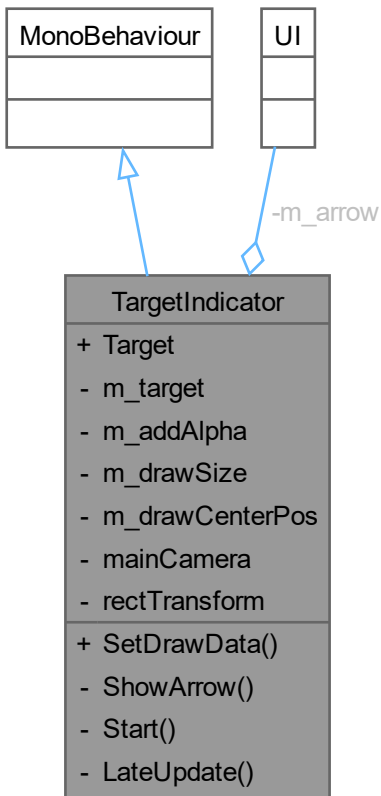 MonoBehaviour
UI
-m_arrow
TargetIndicator
+ Target
- m_target
- m_addAlpha
- m_drawSize
- m_drawCenterPos
- mainCamera
- rectTransform
+ SetDrawData()
- ShowArrow()
- Start()
- LateUpdate()